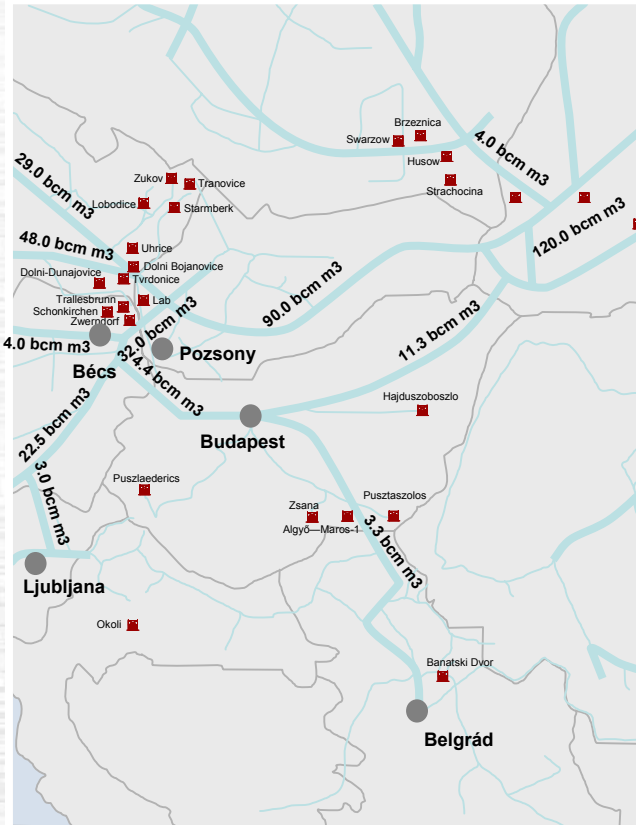 Brzeznica
Swarzow
4.0 bcm m3
Husow
Strachocina
Zukov
Tranovice
29.0 bcm m3
Lobodice
Starmberk
120.0 bcm m3
48.0 bcm m3
Uhrice
Dolni Bojanovice
Dolni-Dunajovice
Tvrdonice
90.0 bcm m3
Trallesbrunn
Lab
Schonkirchen
Zwerndorf
32.0 bcm m3
11.3 bcm m3
4.0 bcm m3
Pozsony
Bécs
4.4 bcm m3
Hajduszoboszlo
22.5 bcm m3
Budapest
3.0 bcm m3
Puszlaederics
Zsana
Pusztaszolos
Algyő—Maros-1
3.3 bcm m3
Ljubljana
Okoli
Banatski Dvor
Belgrád